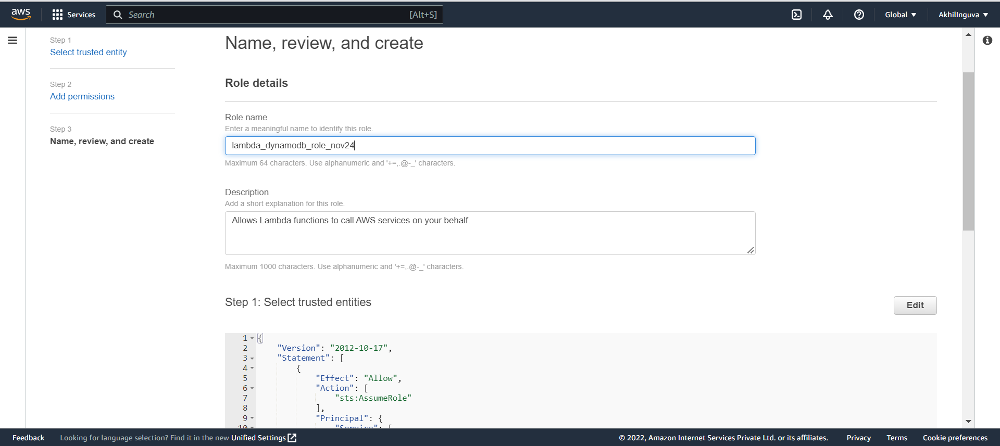 aws
Services
Search
[Alt+S]
Global
AkhilInguva
Step 1
Select trusted entity
Step 2
Add permissions
Step 3
Name, review, and create
Name, review, and create
Role details
Role name
Enter a meaningful name to identify this role.
lambda_dynamodb_role_nov24
Maximum 64 characters. Use alphanumeric and '+=,.@-_' characters.
Description
Add a short explanation for this role.
Allows Lambda functions to call AWS services on your behalf.
Maximum 1000 characters. Use alphanumeric and '+=,.@-_' characters.
Step 1: Select trusted entities
Edit
1 {
2 "Version": "2012-10-17",
3 "Statement": [
4 {
5 "Effect": "Allow",
6 "Action": [
7 "sts:AssumeRole"
8 ],
9 "Principal": {
10 "Service": [
Feedback
Looking for language selection? Find it in the new Unified Settings
© 2022, Amazon Internet Services Private Ltd. or its affiliates.
Privacy
Terms
Cookie preferences